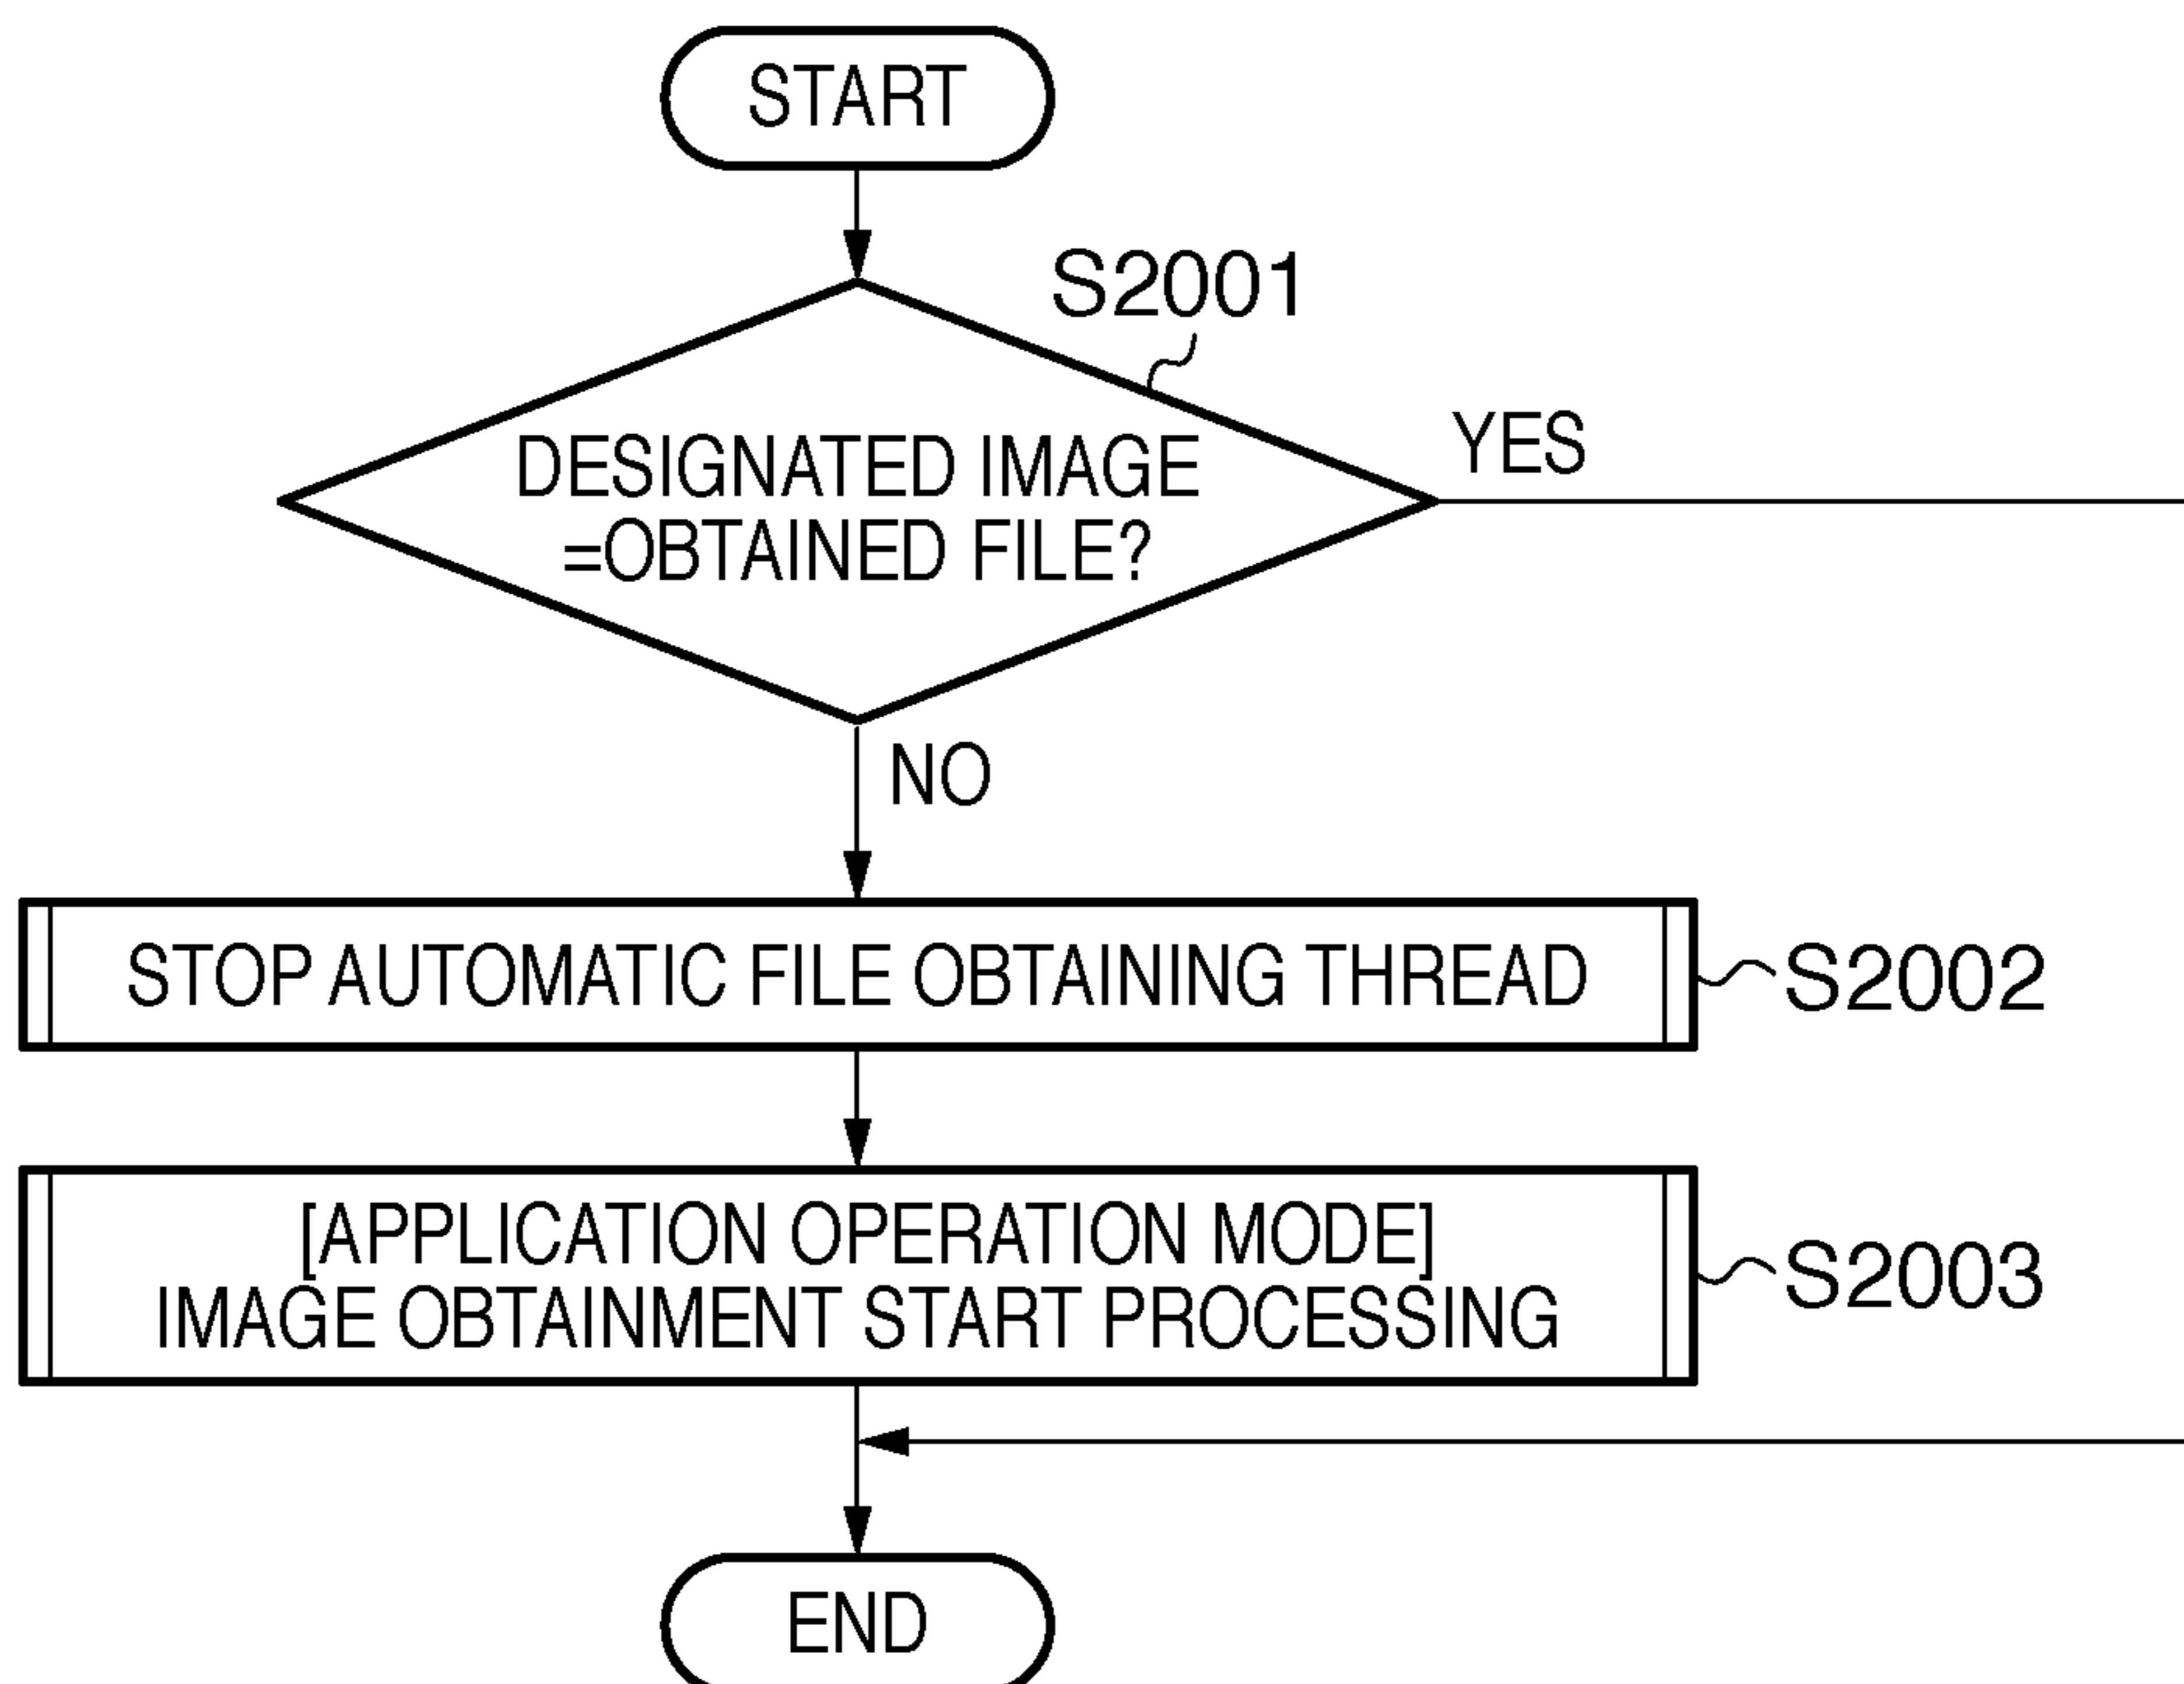 START
S2001
DESIGNATED IMAGE
=OBTAINED FILE?
YES
NO
STOP AUTOMATIC FILE OBTAINING THREAD
S2002
[APPLICATION OPERATION MODE]
IMAGE OBTAINMENT START PROCESSING
S2003
END